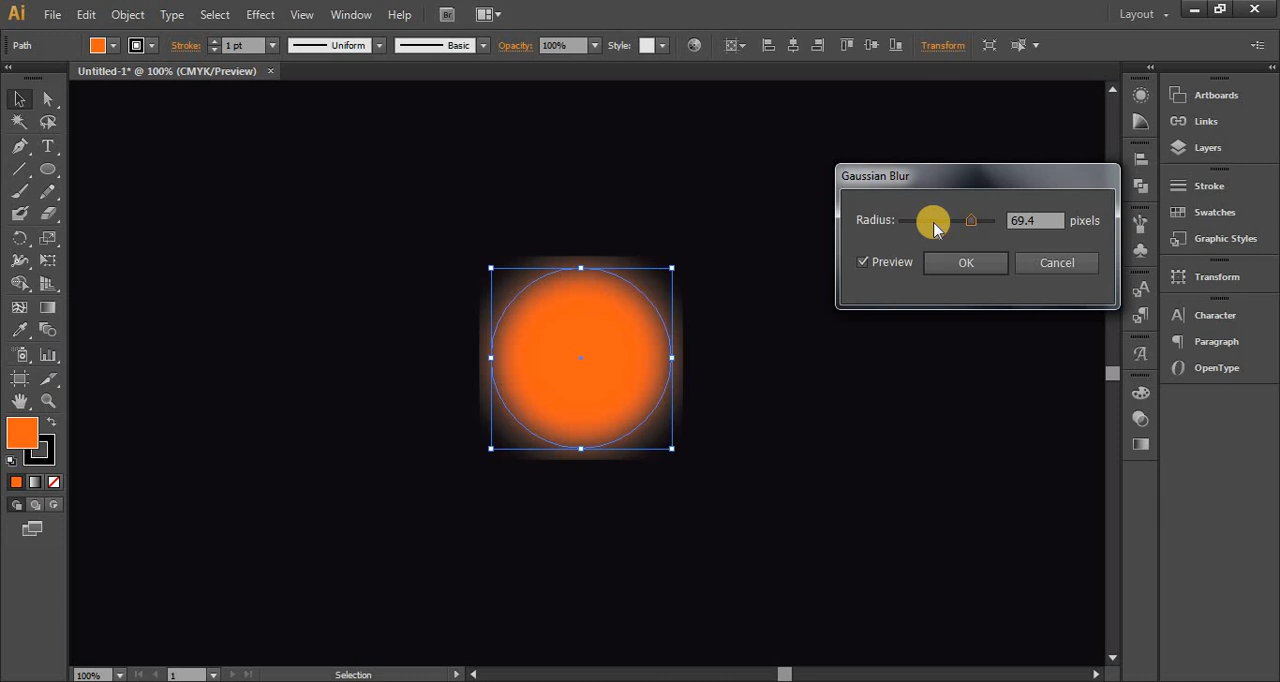 Ai File Edit Object Type Select Effect View Window Help Br Layout
Path Stroke: 1 pt Uniform Basic Opacity: 100% Style: Transform
Untitled-1* @ 100% (CMYK/Preview) ×
Artboards
Links
Layers
Stroke
Swatches
Graphic Styles
Transform
Character
Paragraph
OpenType
Gaussian Blur
Radius: 69.4 pixels
Preview OK Cancel
100% 1 Selection